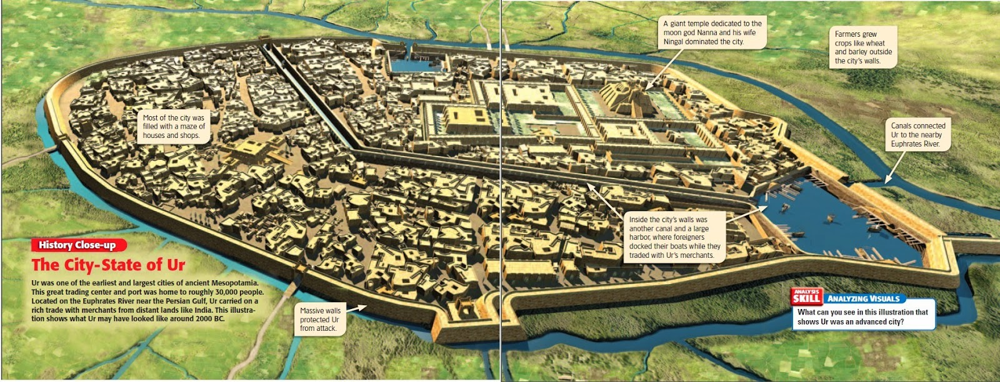 A giant temple dedicated to the
moon god Nanna and his wife
Ningal dominated the city.
Farmers grew
crops like wheat
and barley outside
the city's walls.
Most of the city was
filled with a maze of
houses and shops.
Canals connected
Ur to the nearby
Euphrates River.
Inside the city's walls was
another canal and a large
harbor, where foreigners
docked their boats while they
traded with Ur's merchants.
History Close-up
The City-State of Ur
Ur was one of the earliest and largest cities of ancient Mesopotamia.
This great trading center and port was home to roughly 30,000 people.
Located on the Euphrates River near the Persian Gulf, Ur carried on a
rich trade with merchants from distant lands like India. This illustra-
tion shows what Ur may have looked like around 2000 BC.
Massive walls
protected Ur
from attack.
ANALYSIS
SKILL
ANALYZING VISUALS
What can you see in this illustration that
shows Ur was an advanced city?